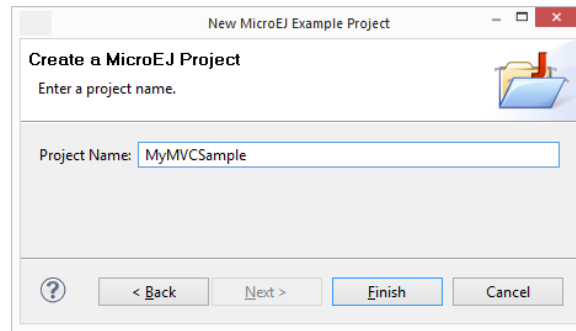 New MicroEJ Example Project
Create a MicroEJ Project
Enter a project name.
Project Name: MyMVCSample
? < Back Next > Finish Cancel